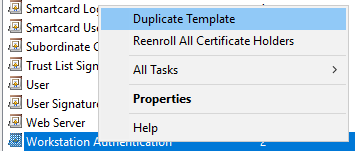 Smartcard Log
Smartcard Use
Subordinate C
Trust List Sign
User
User Signature
Web Server
Workstation Authentication 2
Duplicate Template
Reenroll All Certificate Holders
All Tasks
Properties
Help